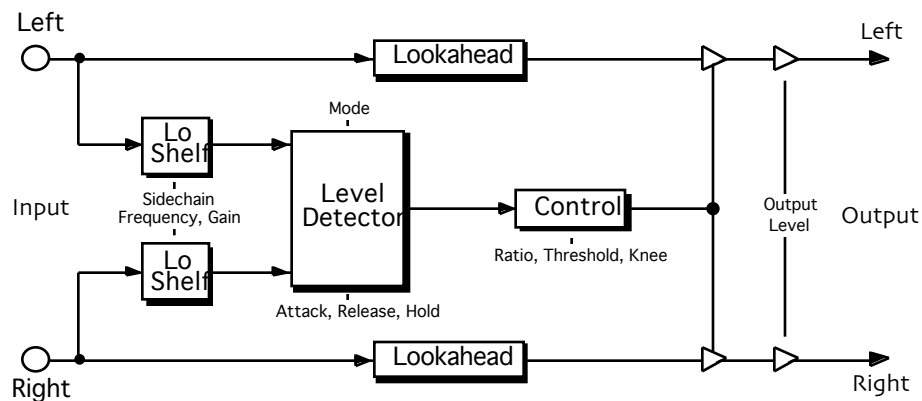 Left
Left
Lookahead
Mode
Lo
Shelf
Level
Detector
Input
Sidechain
Frequency, Gain
Control
Output
Level
Output
Ratio, Threshold, Knee
Lo
Shelf
Attack, Release, Hold
Lookahead
Right
Right